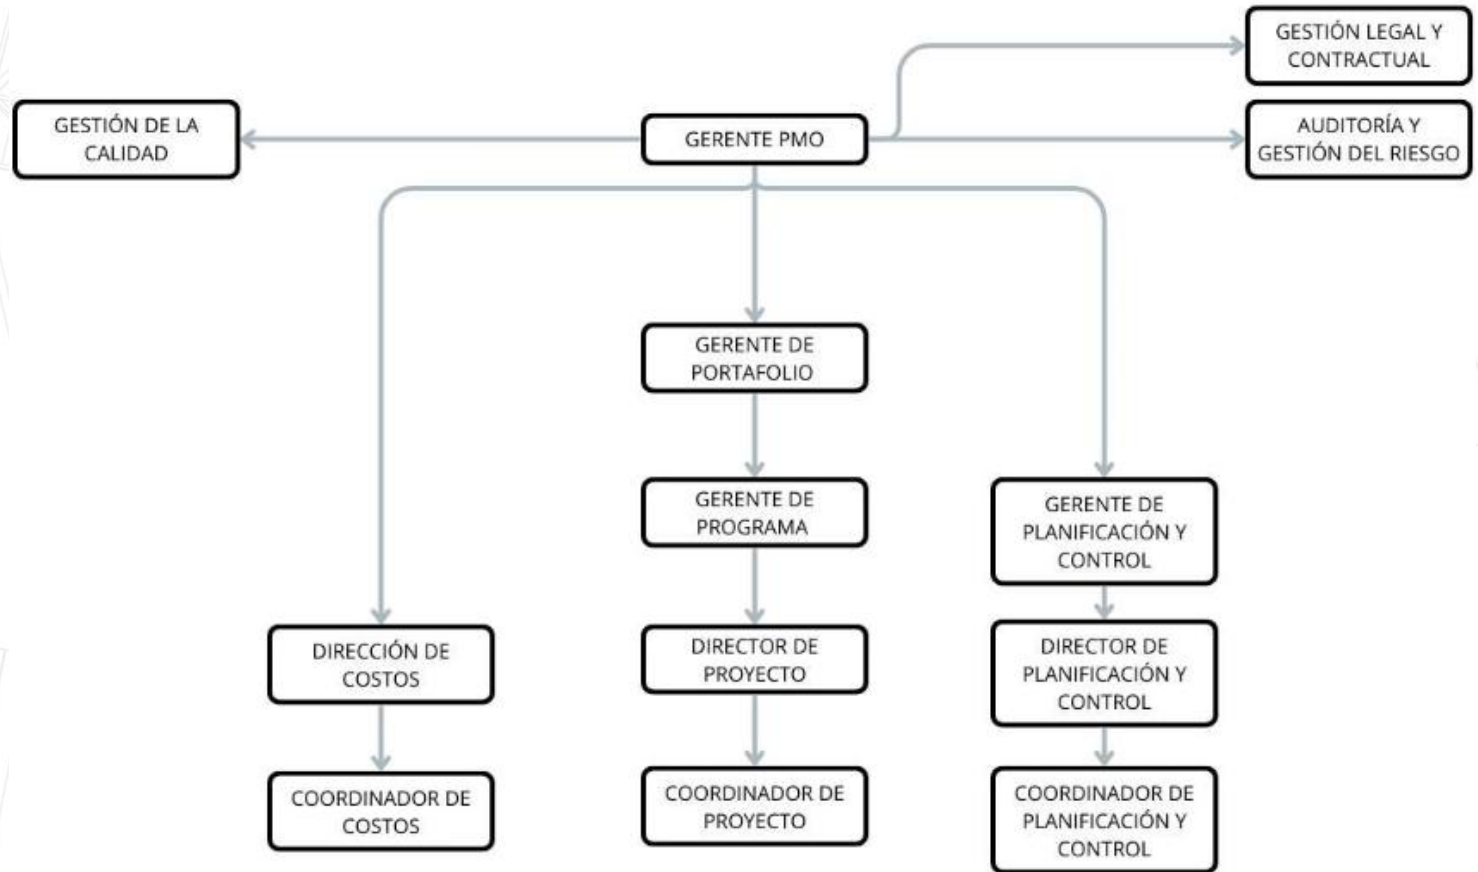 GESTIÓN LEGAL Y
CONTRACTUAL
GESTIÓN DE LA
CALIDAD
GERENTE PMO
AUDITORÍA Y
GESTIÓN DEL RIESGO
GERENTE DE
PORTAFOLIO
GERENTE DE
PROGRAMA
GERENTE DE
PLANIFICACIÓN Y
CONTROL
DIRECCIÓN DE
COSTOS
DIRECTOR DE
PROYECTO
DIRECTOR DE
PLANIFICACIÓN Y
CONTROL
COORDINADOR DE
COSTOS
COORDINADOR DE
PROYECTO
COORDINADOR DE
PLANIFICACIÓN Y
CONTROL